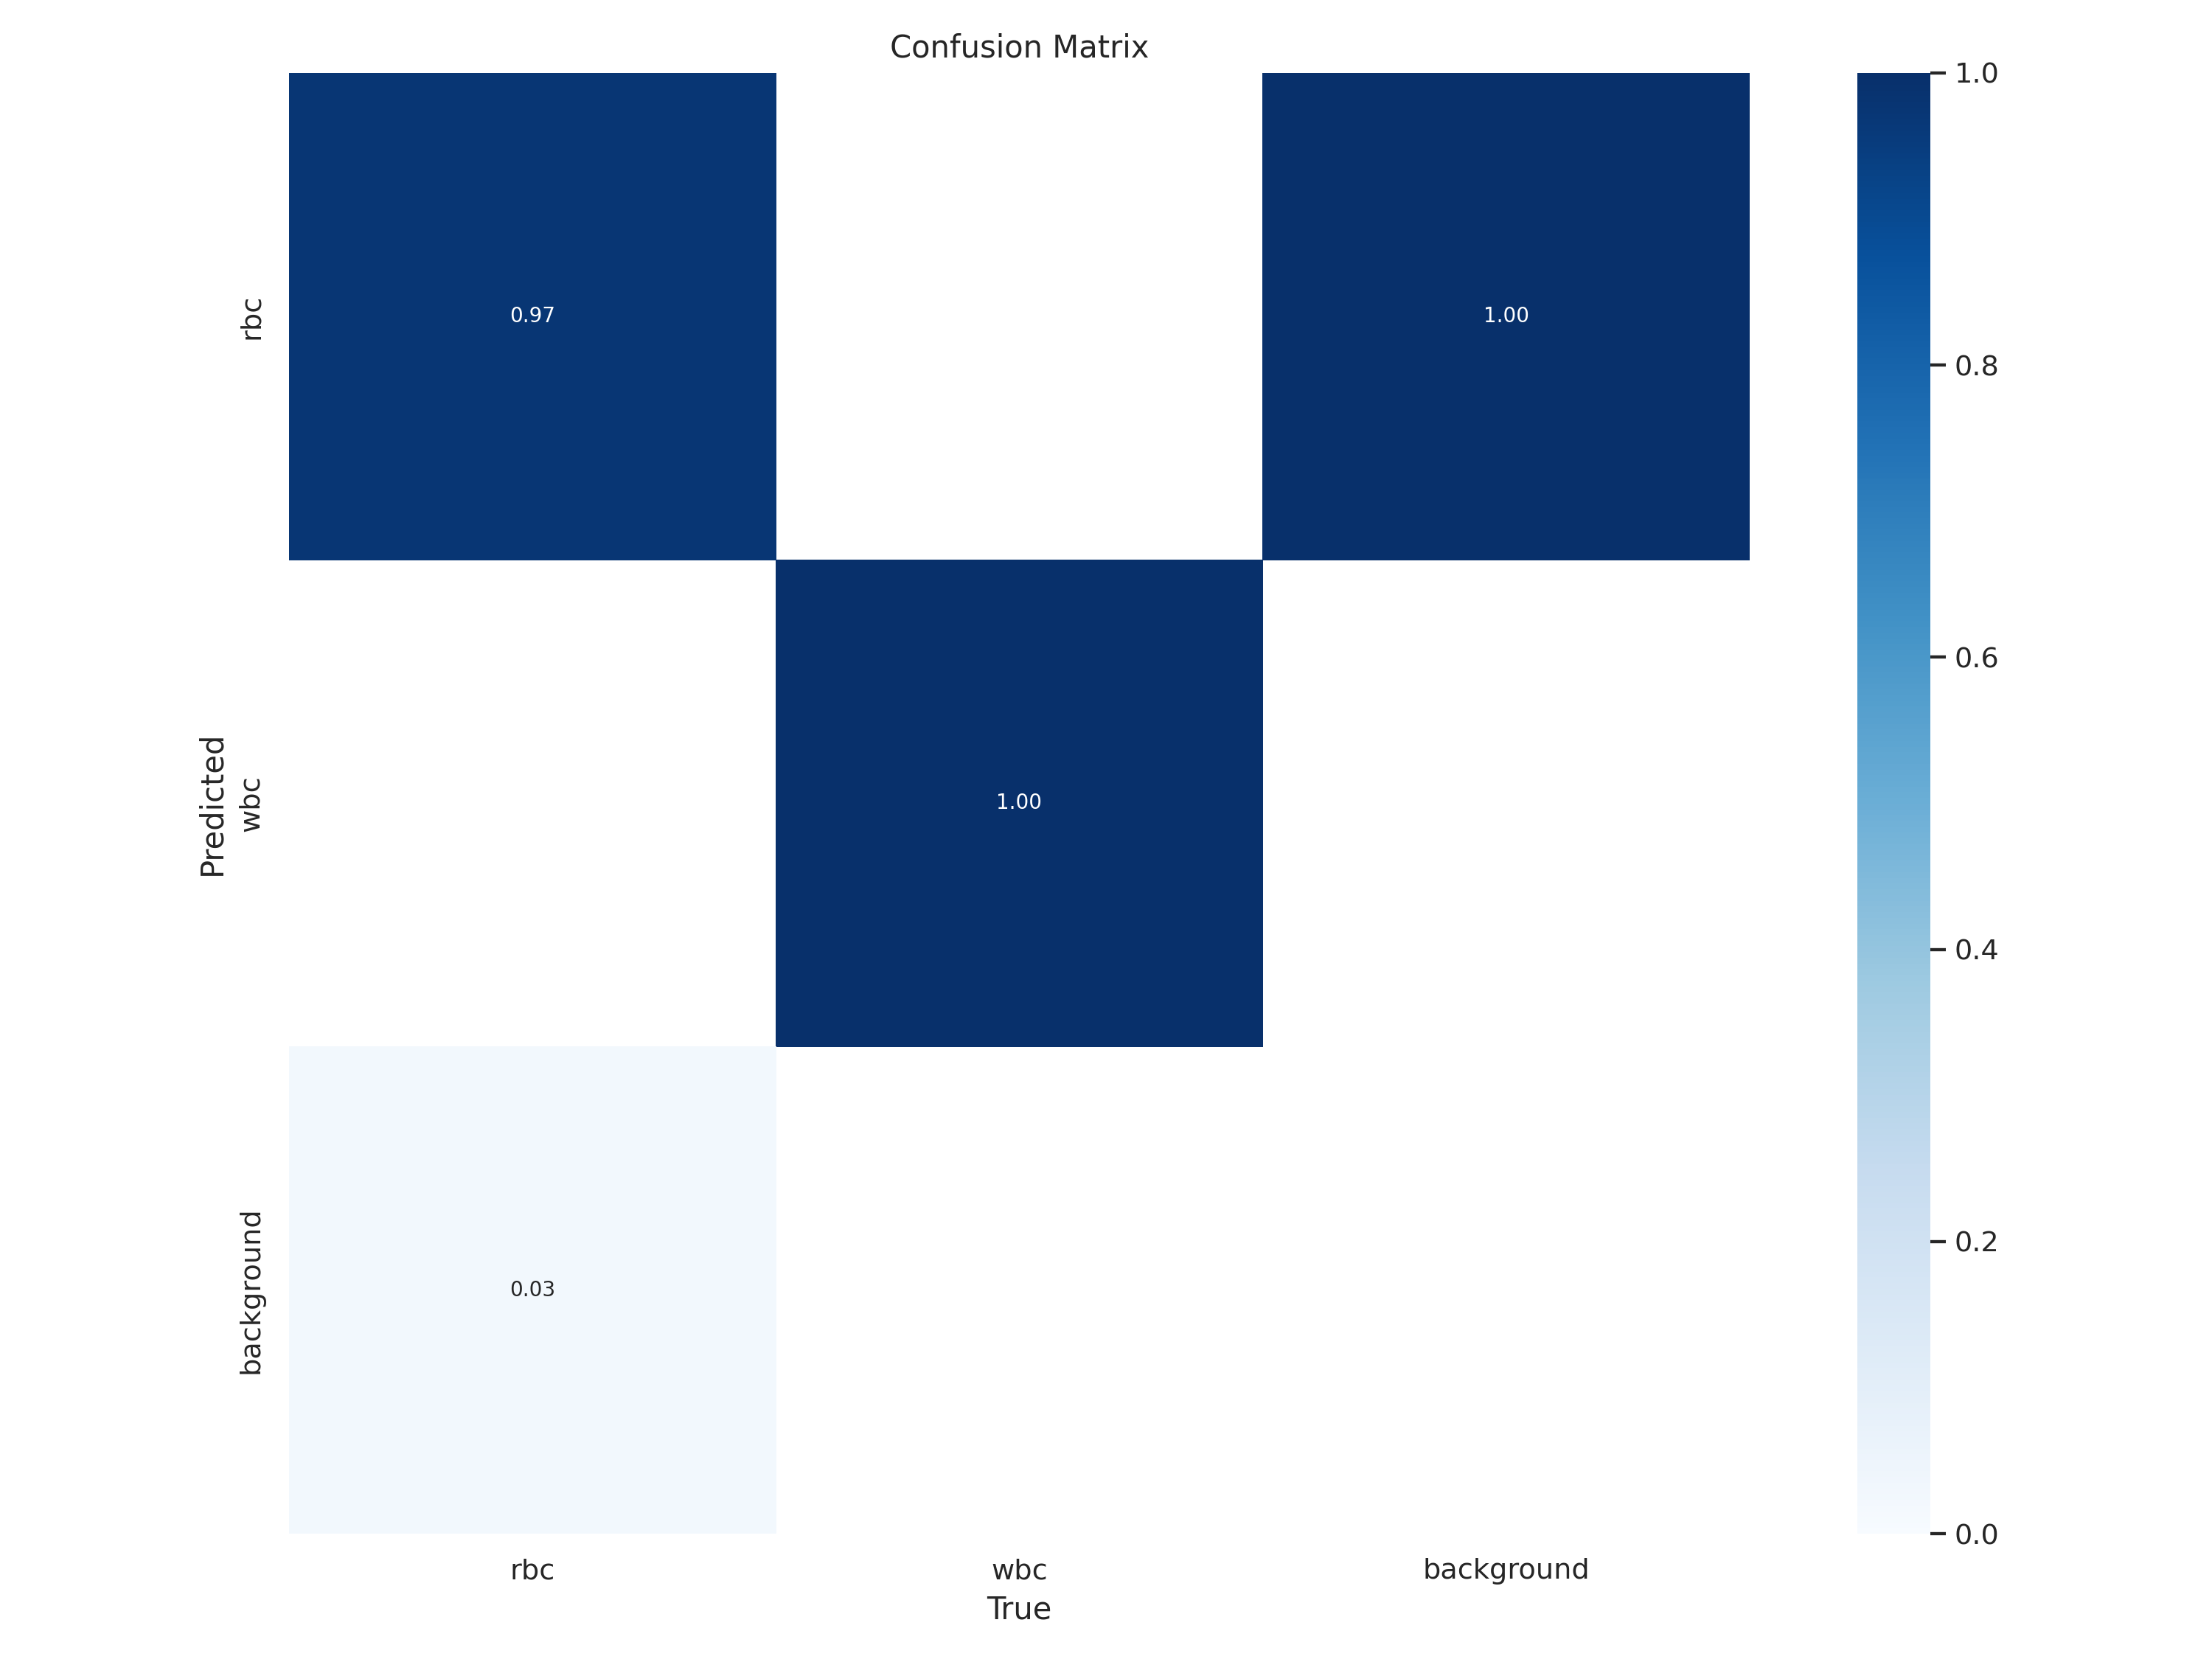 Confusion Matrix
rbc
wbc
background
Predicted
0.97
1.00
1.00
0.03
rbc
wbc
background
True
1.0
0.8
0.6
0.4
0.2
0.0